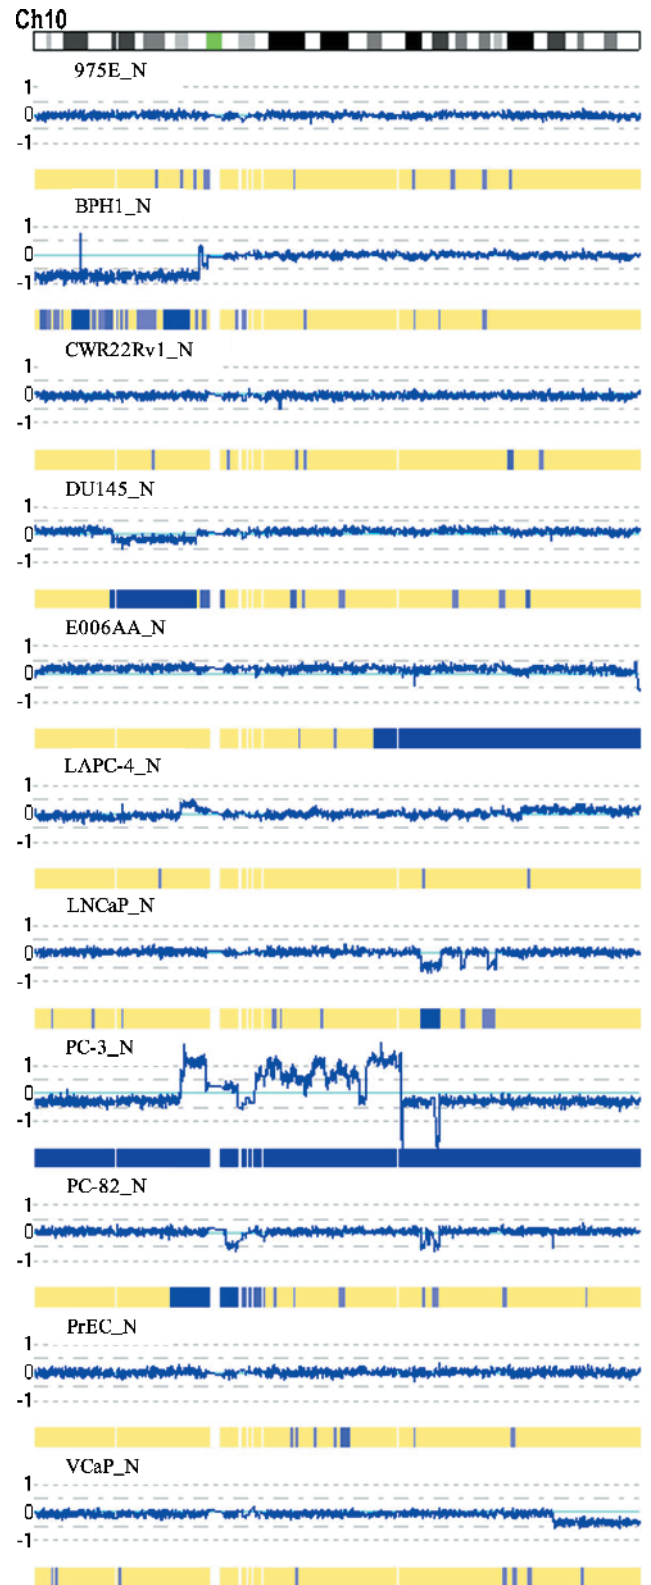 Ch10
975E_N
1
0
-1
BPH1_N
1
0
-1
CWR22Rv1_N
1
0
-1
DU145_N
1
0
-1
E006AA_N
1
0
-1
LAPC-4_N
1
0
-1
LNCaP_N
1
0
-1
PC-3_N
1
0
-1
PC-82_N
1
0
-1
PrEC_N
1
0
-1
VCaP_N
1
0
-1